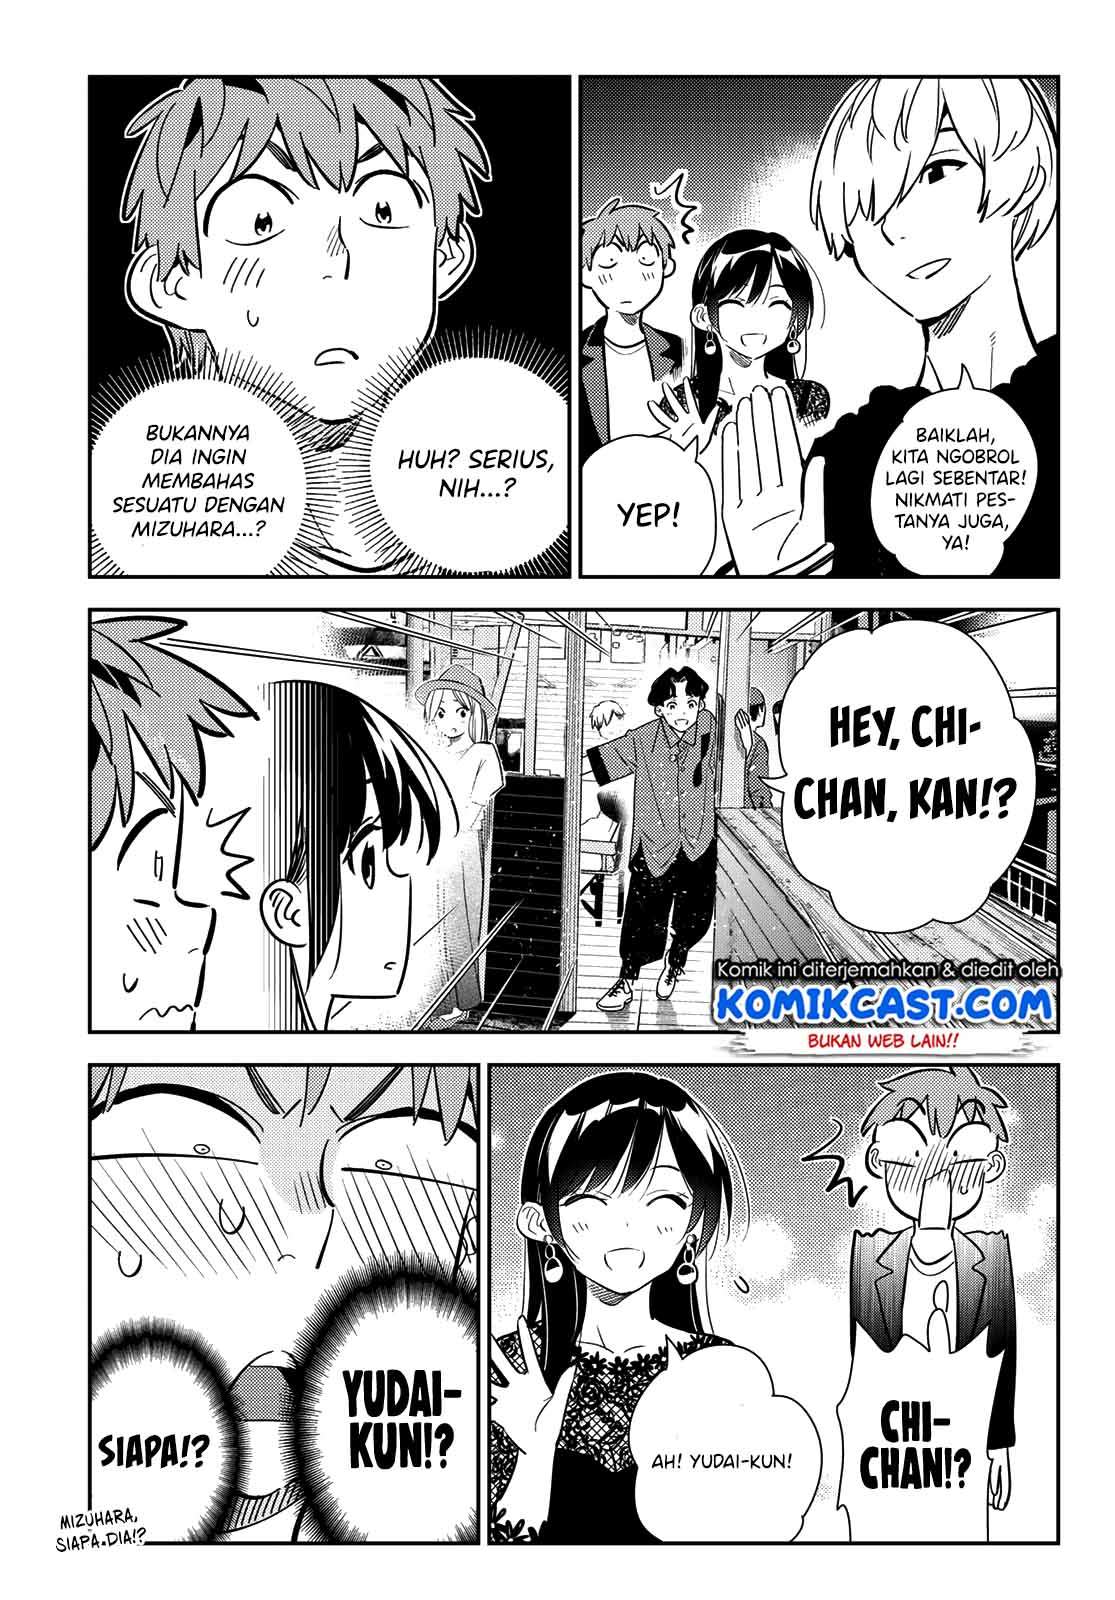 BAIKLAH,
KITA NGOBROL
LAGI SEBENTAR!
NIKMATI PES-
TANYA JUGA,
YA!
YEP!
HUH? SERIUS,
NIH...?
BUKANNYA
DIA INGIN
MEMBAHAS
SESUATU DENGAN
MIZUHARA...?
HEY, CHI-
CHAN, KAN!?
Komik ini diterjemahkan & diedit oleh
KOMIKCAST.COM
BUKAN WEB LAIN!!
CHI-
CHAN!?
AH! YUDAI-KUN!
YUDAI-
KUN!?
SIAPA!?
MIZUHARA,
SIAPA DIA!?